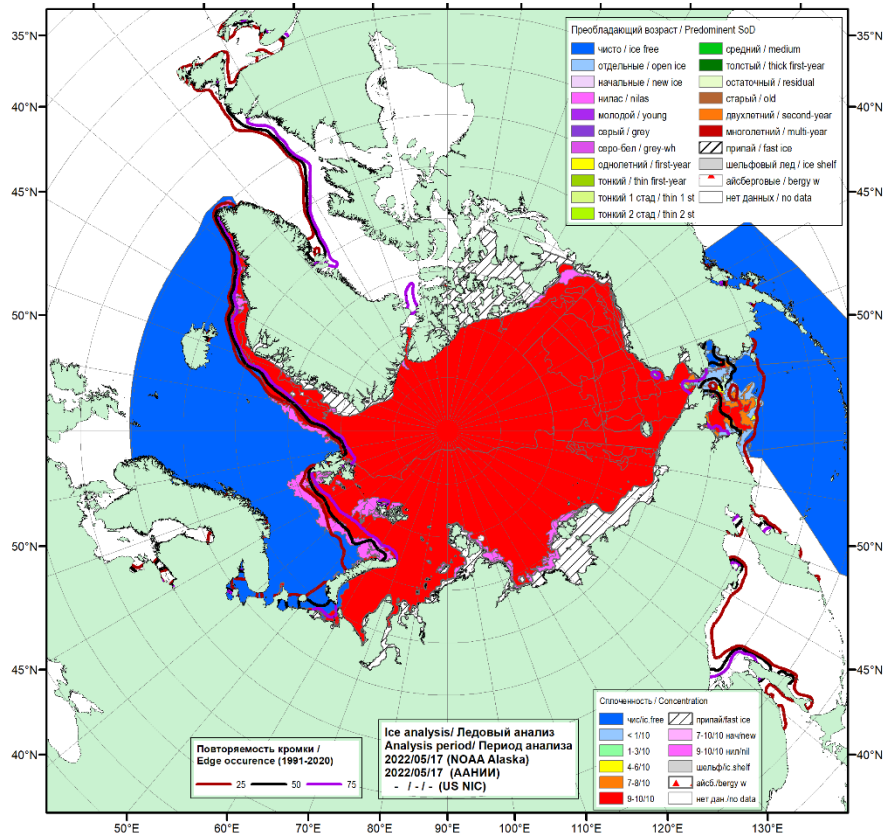 35°N
40°N
45°N
50°N
50°N
45°N
40°N
35°N
40°N
45°N
50°N
50°N
45°N
40°N
50°E
60°E
70°E
80°E
90°E
100°E
110°E
120°E
130°E
Преобладающий возраст / Predominent SoD
чисто / ice free
отдельные / open ice
начальные / new ice
нилас / nilas
молодой / young
серый / grey
серо-бел / grey-wh
однолетний / first-year
тонкий / thin first-year
тонкий 1 стад / thin 1 st
тонкий 2 стад / thin 2 st
средний / medium
толстый / thick first-year
остаточный / residual
старый / old
двухлетний / second-year
многолетний / multi-year
припай / fast ice
шельфовый лед / ice shelf
айсберговые / bergy w
нет данных / no data
Повторяемость кромки /
Edge occurence (1991-2020)
25 50 75
Ice analysis/ Ледовый анализ
Analysis period/ Период анализа
2022/05/17 (NOAA Alaska)
2022/05/17 (ААНИИ)
- / - / - (US NIC)
Сплоченность / Concentration
чис/ic.free
< 1/10
1-3/10
4-6/10
7-8/10
9-10/10
припай/fast ice
7-10/10 нач/new
9-10/10 нил/nil
шельф/ic.shelf
айсб./bergy w
нет дан./no data